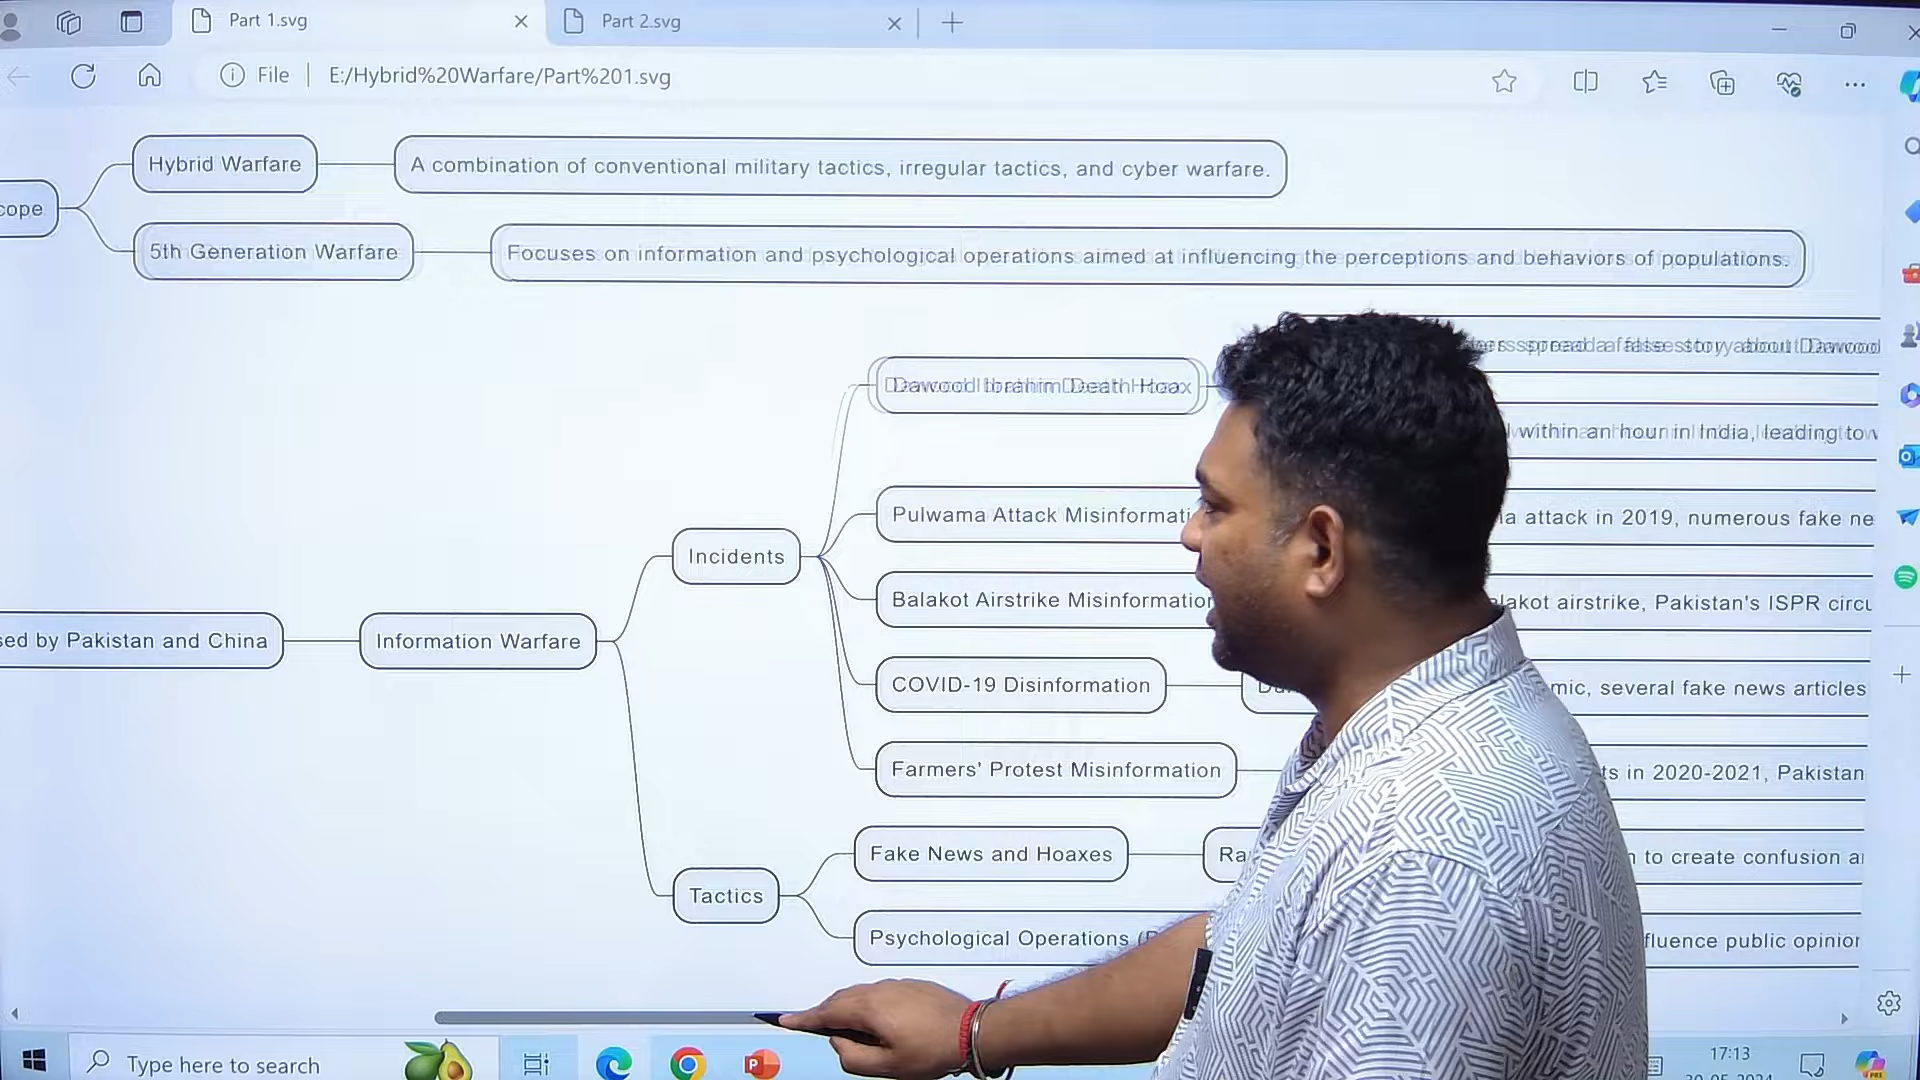 Part 1.svg
Part 2.svg
File
E:/Hybrid%20Warfare/Part%201.svg
cope
Hybrid Warfare
A combination of conventional military tactics, irregular tactics, and cyber warfare.
5th Generation Warfare
Focuses on information and psychological operations aimed at influencing the perceptions and behaviors of populations.
spread a false story about Dawood
Dawood Ibrahim Death Hoax
within an hour in India, leading to
Pulwama Attack Misinformati
a attack in 2019, numerous fake ne
Incidents
Balakot Airstrike Misinformation
lakot airstrike, Pakistan's ISPR circu
sed by Pakistan and China
Information Warfare
COVID-19 Disinformation
mic, several fake news articles
Farmers' Protest Misinformation
ts in 2020-2021, Pakistan
Fake News and Hoaxes
Ra
to create confusion a
Tactics
Psychological Operations (P
fluence public opinion
Type here to search
17:13